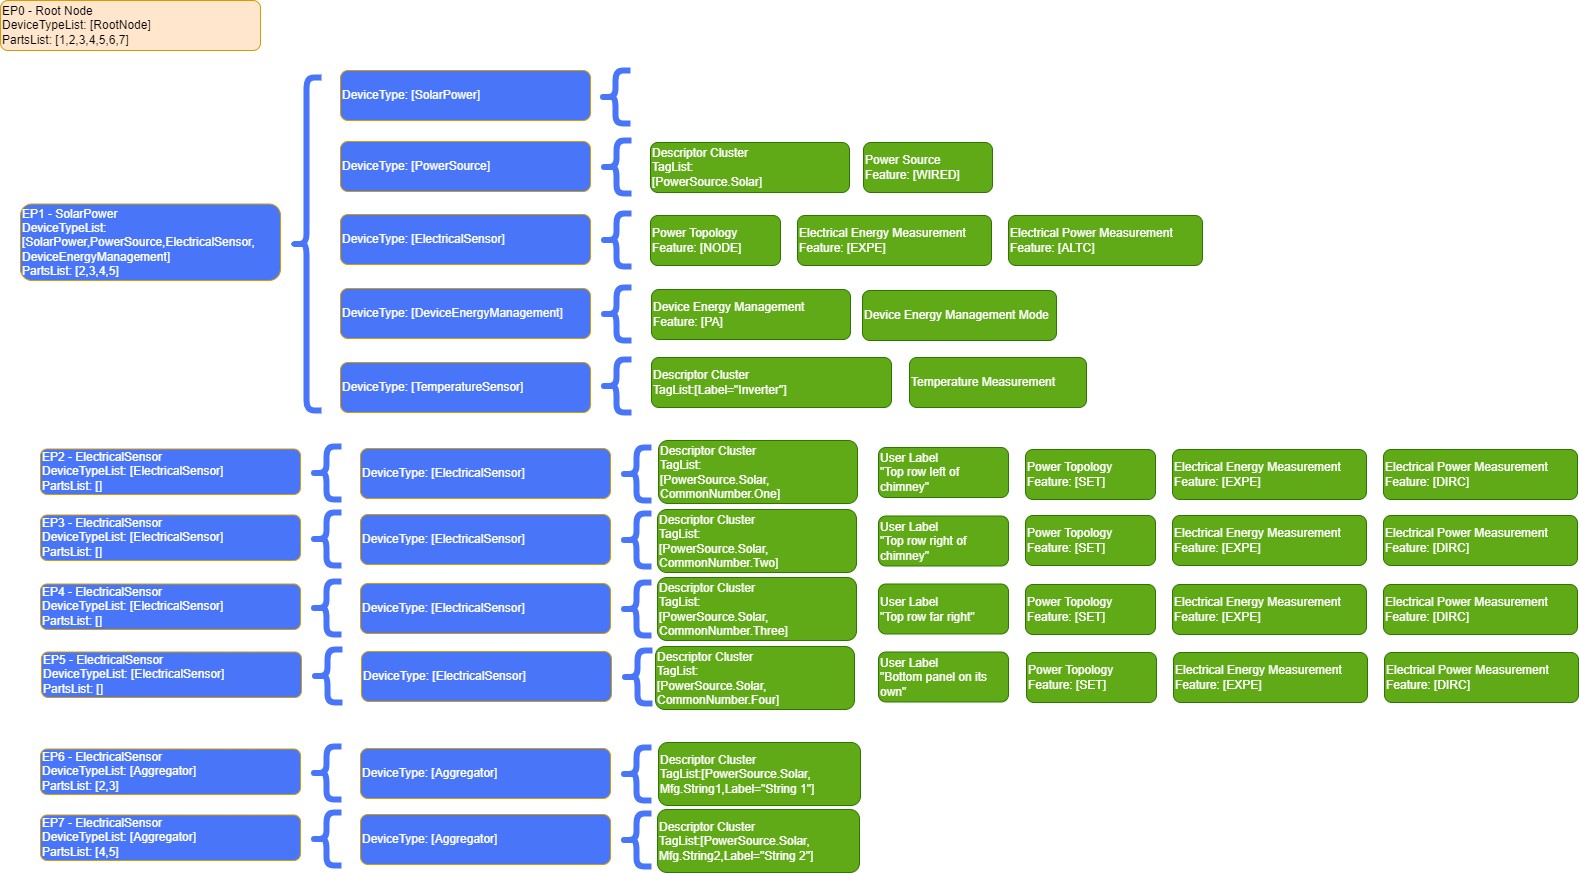 EP0 - Root Node
DeviceTypeList: [RootNode]
PartsList: [1,2,3,4,5,6,7]
EP1 - SolarPower
DeviceTypeList:
[SolarPower,PowerSource,ElectricalSensor,
DeviceEnergyManagement]
PartsList: [2,3,4,5]
DeviceType: [SolarPower]
DeviceType: [PowerSource]
Descriptor Cluster
TagList:
[PowerSource.Solar]
Power Source
Feature: [WIRED]
DeviceType: [ElectricalSensor]
Power Topology
Feature: [NODE]
Electrical Energy Measurement
Feature: [EXPE]
Electrical Power Measurement
Feature: [ALTC]
DeviceType: [DeviceEnergyManagement]
Device Energy Management
Feature: [PA]
Device Energy Management Mode
DeviceType: [TemperatureSensor]
Descriptor Cluster
TagList:[Label="Inverter"]
Temperature Measurement
EP2 - ElectricalSensor
DeviceTypeList: [ElectricalSensor]
PartsList: []
DeviceType: [ElectricalSensor]
Descriptor Cluster
TagList:
[PowerSource.Solar,
CommonNumber.One]
User Label
"Top row left of
chimney"
Power Topology
Feature: [SET]
Electrical Energy Measurement
Feature: [EXPE]
Electrical Power Measurement
Feature: [DIRC]
EP3 - ElectricalSensor
DeviceTypeList: [ElectricalSensor]
PartsList: []
DeviceType: [ElectricalSensor]
Descriptor Cluster
TagList:
[PowerSource.Solar,
CommonNumber.Two]
User Label
"Top row right of
chimney"
Power Topology
Feature: [SET]
Electrical Energy Measurement
Feature: [EXPE]
Electrical Power Measurement
Feature: [DIRC]
EP4 - ElectricalSensor
DeviceTypeList: [ElectricalSensor]
PartsList: []
DeviceType: [ElectricalSensor]
Descriptor Cluster
TagList:
[PowerSource.Solar,
CommonNumber.Three]
User Label
"Top row far right"
Power Topology
Feature: [SET]
Electrical Energy Measurement
Feature: [EXPE]
Electrical Power Measurement
Feature: [DIRC]
EP5 - ElectricalSensor
DeviceTypeList: [ElectricalSensor]
PartsList: []
DeviceType: [ElectricalSensor]
Descriptor Cluster
TagList:
[PowerSource.Solar,
CommonNumber.Four]
User Label
"Bottom panel on its
own"
Power Topology
Feature: [SET]
Electrical Energy Measurement
Feature: [EXPE]
Electrical Power Measurement
Feature: [DIRC]
EP6 - ElectricalSensor
DeviceTypeList: [Aggregator]
PartsList: [2,3]
DeviceType: [Aggregator]
Descriptor Cluster
TagList:[PowerSource.Solar,
Mfg.String1,Label="String 1"]
EP7 - ElectricalSensor
DeviceTypeList: [Aggregator]
PartsList: [4,5]
DeviceType: [Aggregator]
Descriptor Cluster
TagList:[PowerSource.Solar,
Mfg.String2,Label="String 2"]